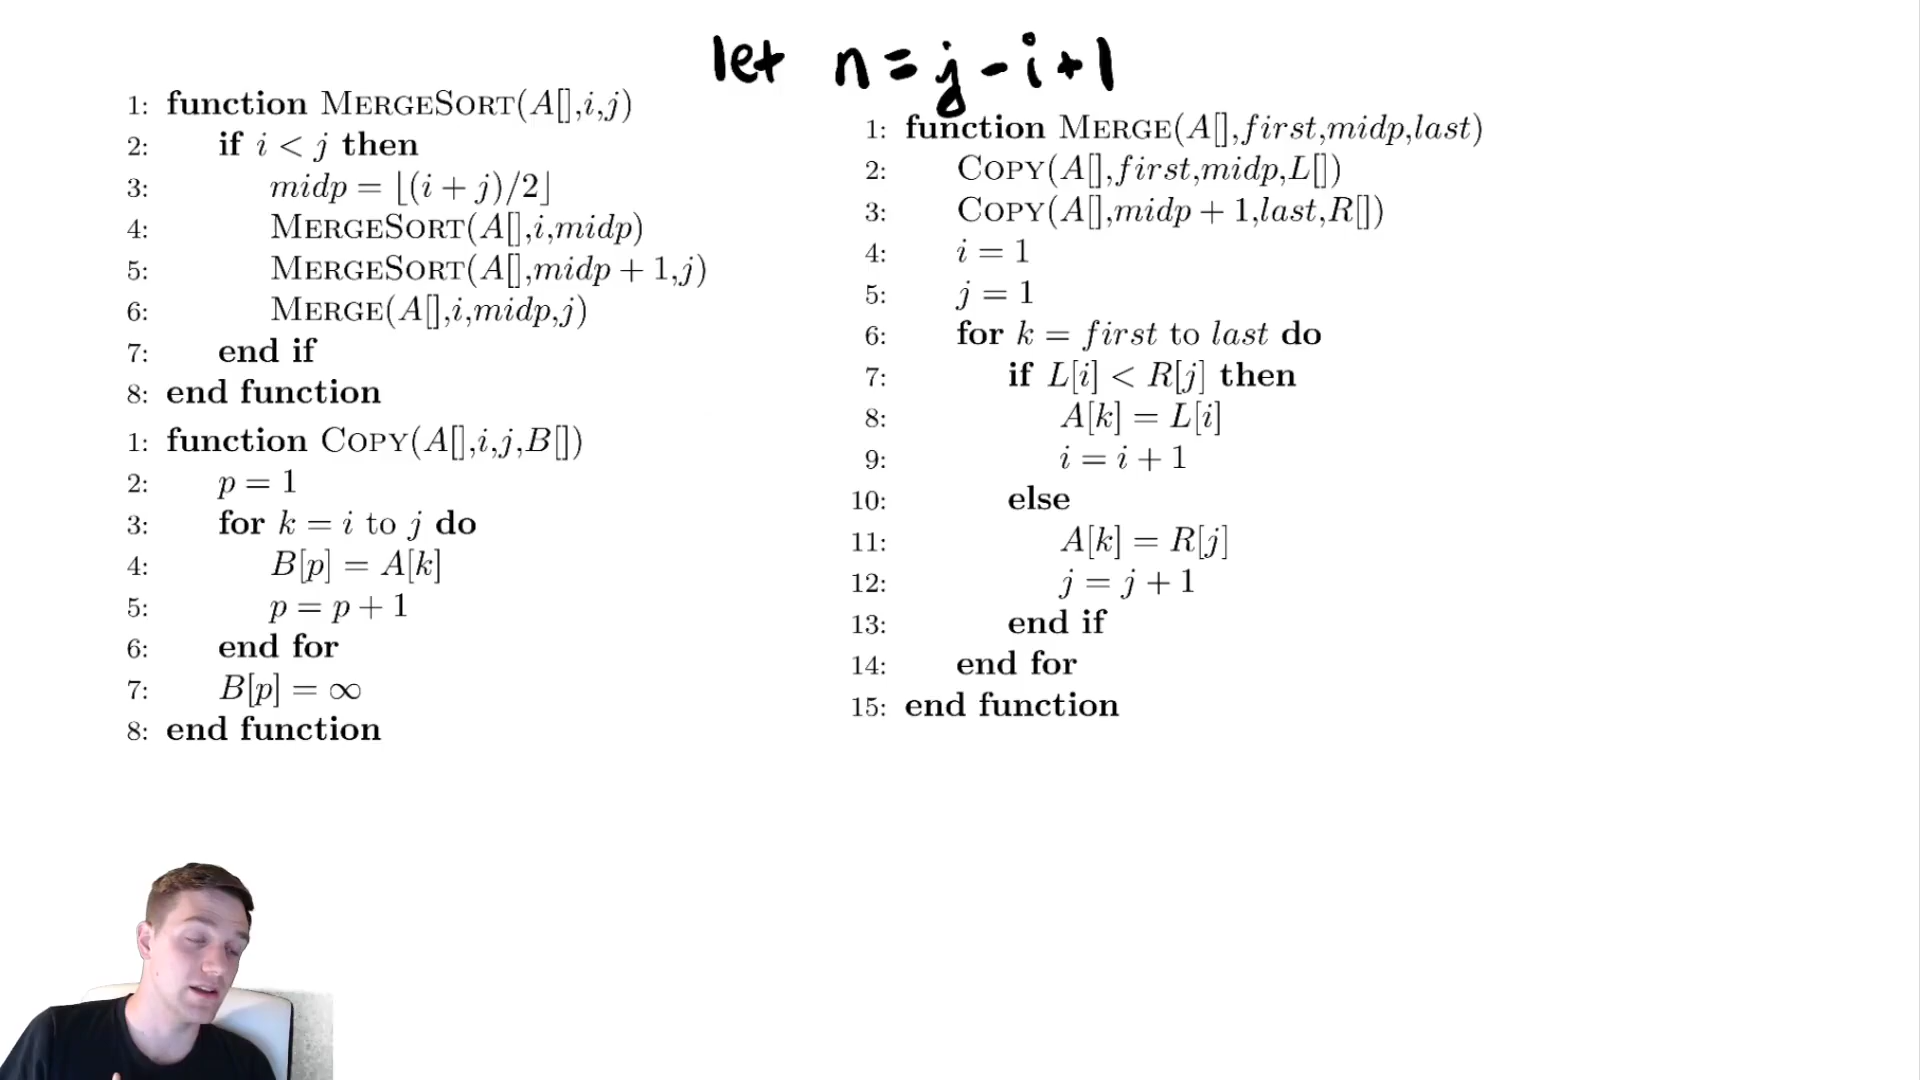 let n = j - i + 1
1: function MERGESORT(A[],i,j)
2: if i < j then
3: midp = ⌊(i + j)/2⌋
4: MERGESORT(A[],i,midp)
5: MERGESORT(A[],midp + 1,j)
6: MERGE(A[],i,midp,j)
7: end if
8: end function
1: function COPY(A[],i,j,B[])
2: p = 1
3: for k = i to j do
4: B[p] = A[k]
5: p = p + 1
6: end for
7: B[p] = ∞
8: end function
1: function MERGE(A[],first,midp,last)
2: COPY(A[],first,midp,L[])
3: COPY(A[],midp + 1,last,R[])
4: i = 1
5: j = 1
6: for k = first to last do
7: if L[i] < R[j] then
8: A[k] = L[i]
9: i = i + 1
10: else
11: A[k] = R[j]
12: j = j + 1
13: end if
14: end for
15: end function